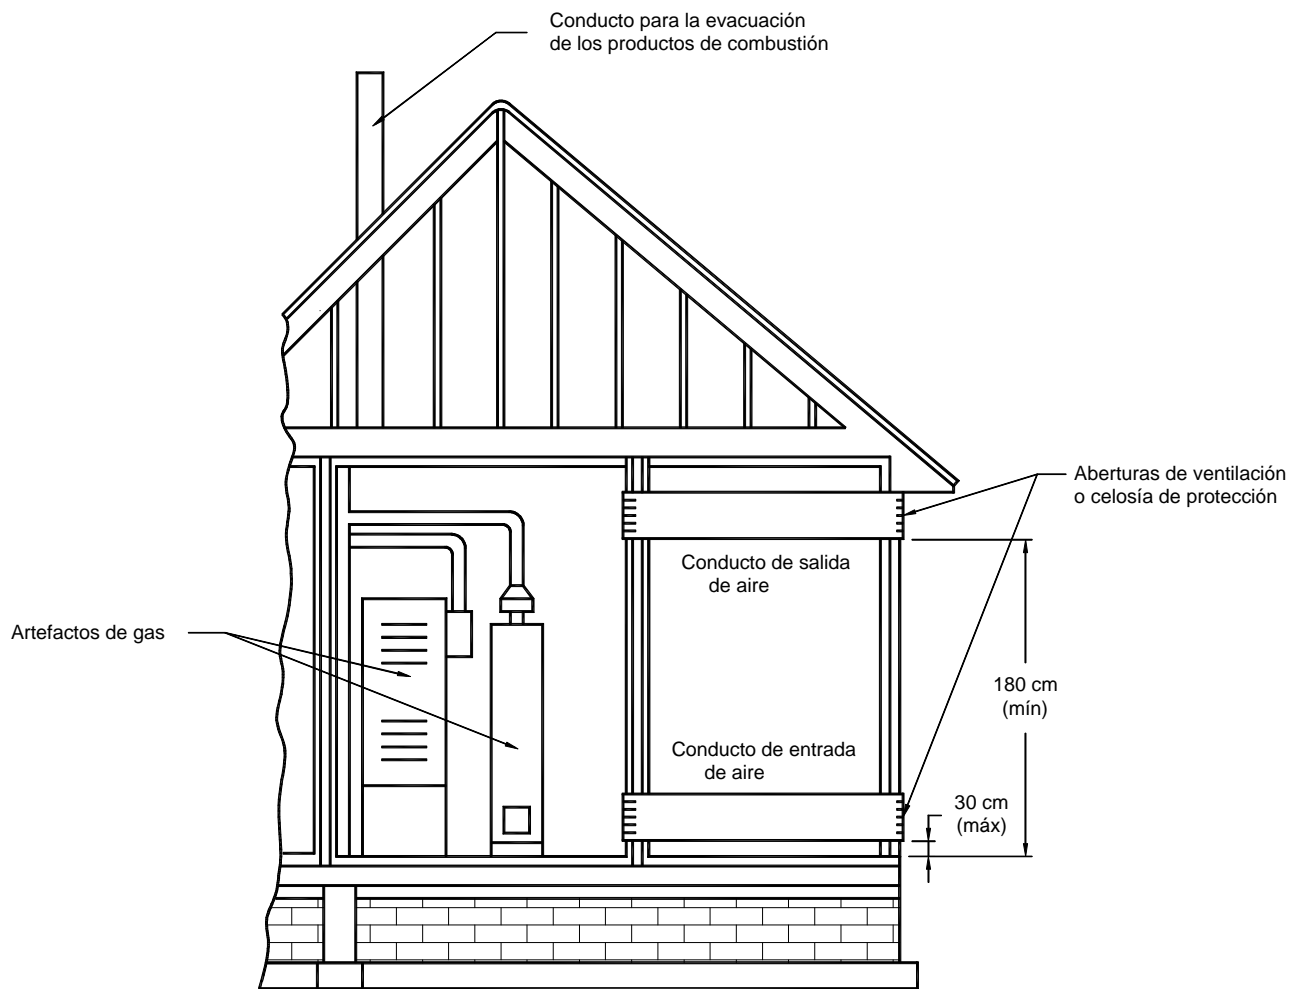 Conducto para la evacuación
de los productos de combustión
Aberturas de ventilación
o celosía de protección
Conducto de salida
de aire
Artefactos de gas
180 cm
(mín)
Conducto de entrada
de aire
30 cm
(máx)